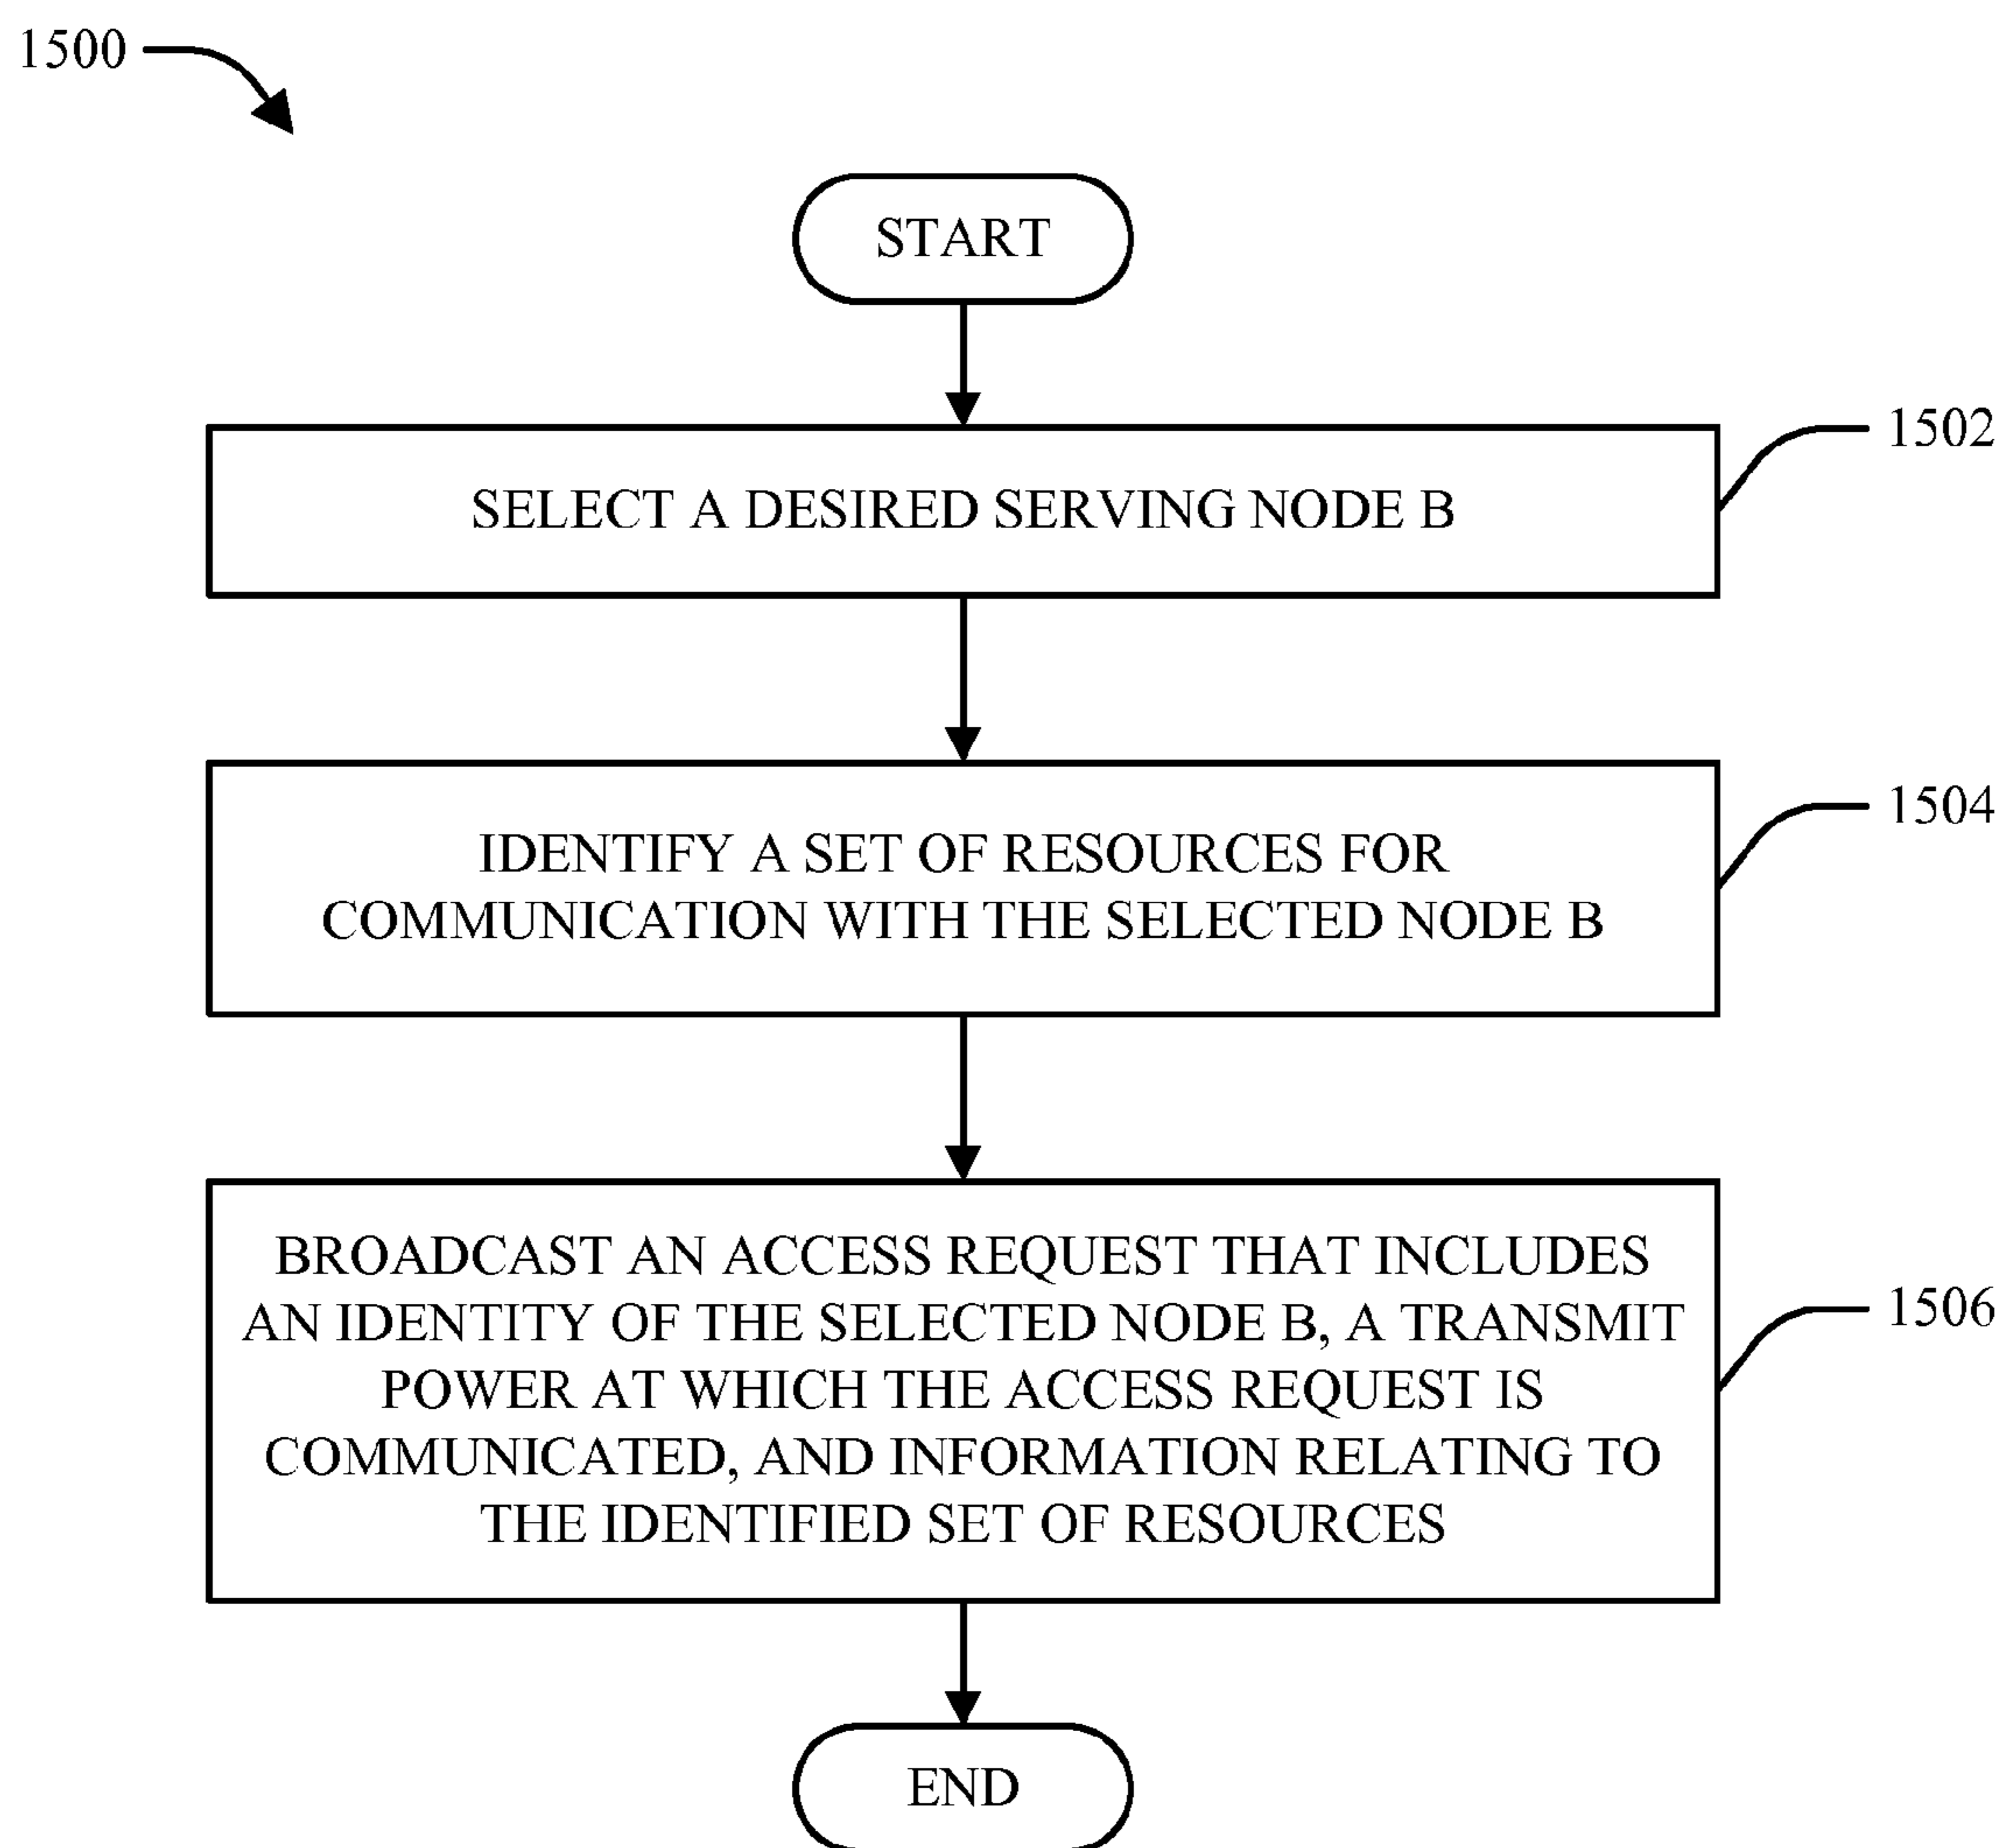 1500
START
1502
SELECT A DESIRED SERVING NODE B
1504
IDENTIFY A SET OF RESOURCES FOR
COMMUNICATION WITH THE SELECTED NODE B
BROADCAST AN ACCESS REQUEST THAT INCLUDES
AN IDENTITY OF THE SELECTED NODE B, A TRANSMIT
1506
POWER AT WHICH THE ACCESS REQUEST IS
COMMUNICATED, AND INFORMATION RELATING TO
THE IDENTIFIED SET OF RESOURCES
END